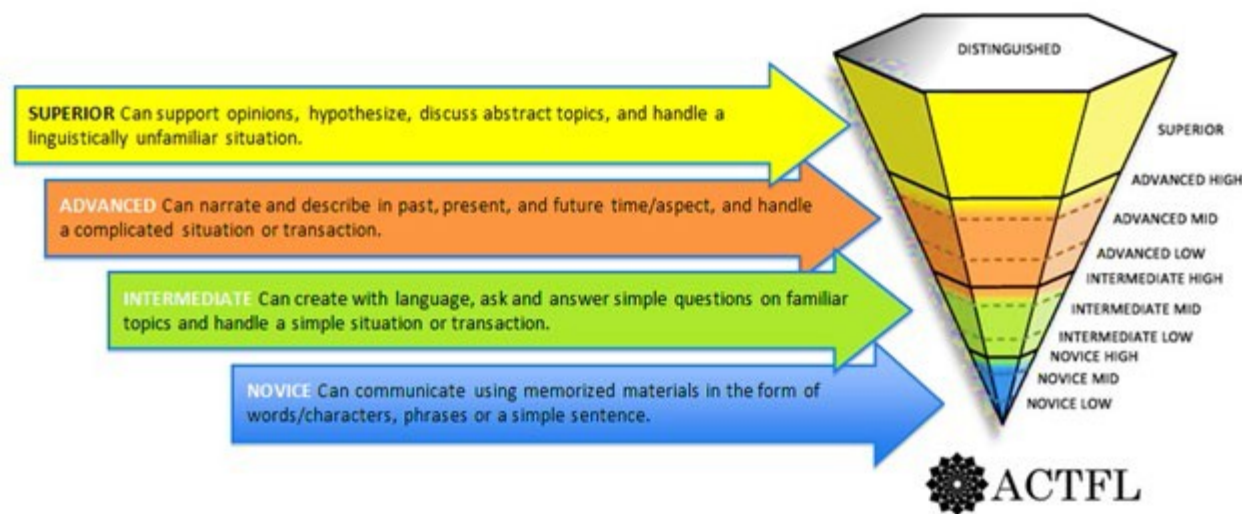 DISTINGUISHED
SUPERIOR Can support opinions, hypothesize, discuss abstract topics, and handle a
linguistically unfamiliar situation.
SUPERIOR
ADVANCED HIGH
ADVANCED Can narrate and describe in past, present, and future time/aspect, and handle
a complicated situation or transaction.
ADVANCED MID
ADVANCED LOW
INTERMEDIATE HIGH
INTERMEDIATE Can create with language, ask and answer simple questions on familiar
topics and handle a simple situation or transaction.
INTERMEDIATE MID
INTERMEDIATE LOW
NOVICE HIGH
NOVICE Can communicate using memorized materials in the form of
words/characters, phrases or a simple sentence.
NOVICE MID
NOVICE LOW
ACTFL